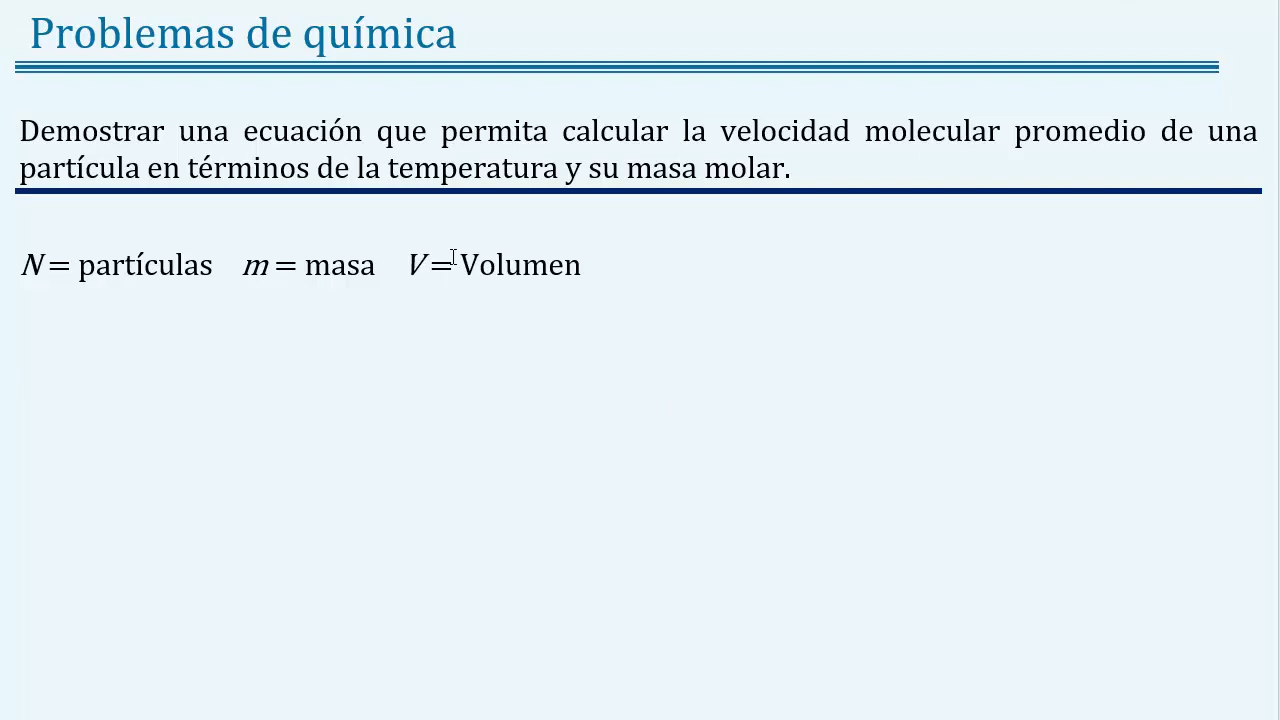 Problemas de química
Demostrar una ecuación que permita calcular la velocidad molecular promedio de una
partícula en términos de la temperatura y su masa molar.
N = partículas m = masa V = Volumen